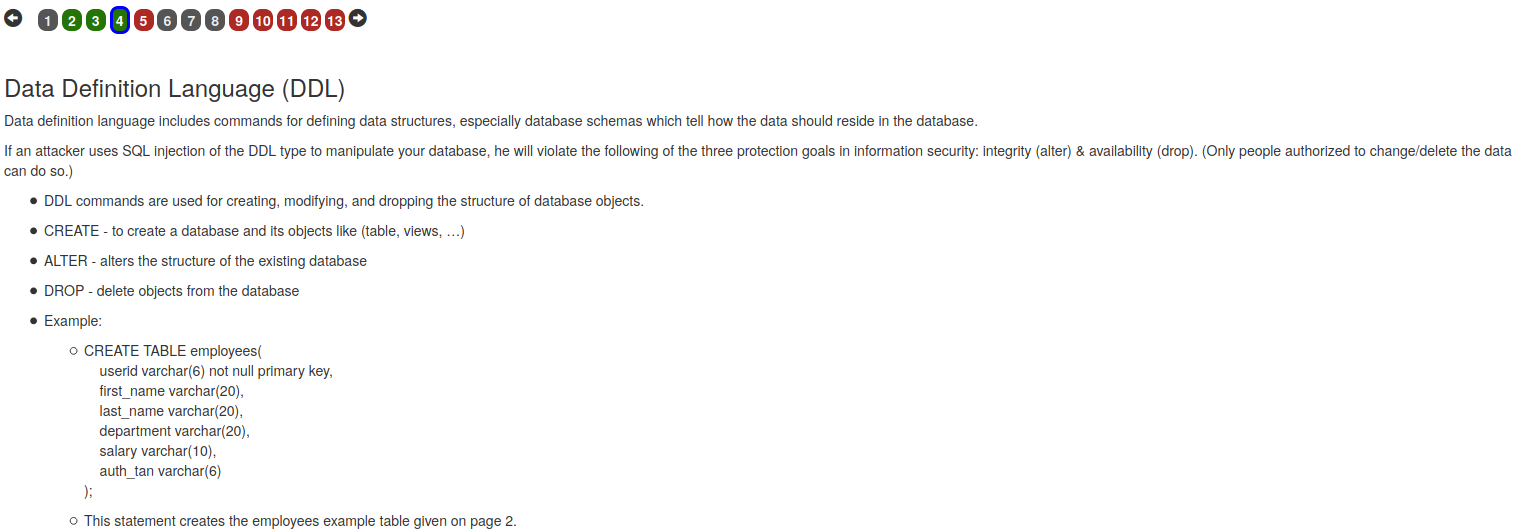 1 2 3 4 5 6 7 8 9 10 11 12 13
Data Definition Language (DDL)
Data definition language includes commands for defining data structures, especially database schemas which tell how the data should reside in the database.
If an attacker uses SQL injection of the DDL type to manipulate your database, he will violate the following of the three protection goals in information security: integrity (alter) & availability (drop). (Only people authorized to change/delete the data
can do so.)
● DDL commands are used for creating, modifying, and dropping the structure of database objects.
● CREATE - to create a database and its objects like (table, views, …)
● ALTER - alters the structure of the existing database
● DROP - delete objects from the database
● Example:
○ CREATE TABLE employees(
userid varchar(6) not null primary key,
first_name varchar(20),
last_name varchar(20),
department varchar(20),
salary varchar(10),
auth_tan varchar(6)
);
○ This statement creates the employees example table given on page 2.